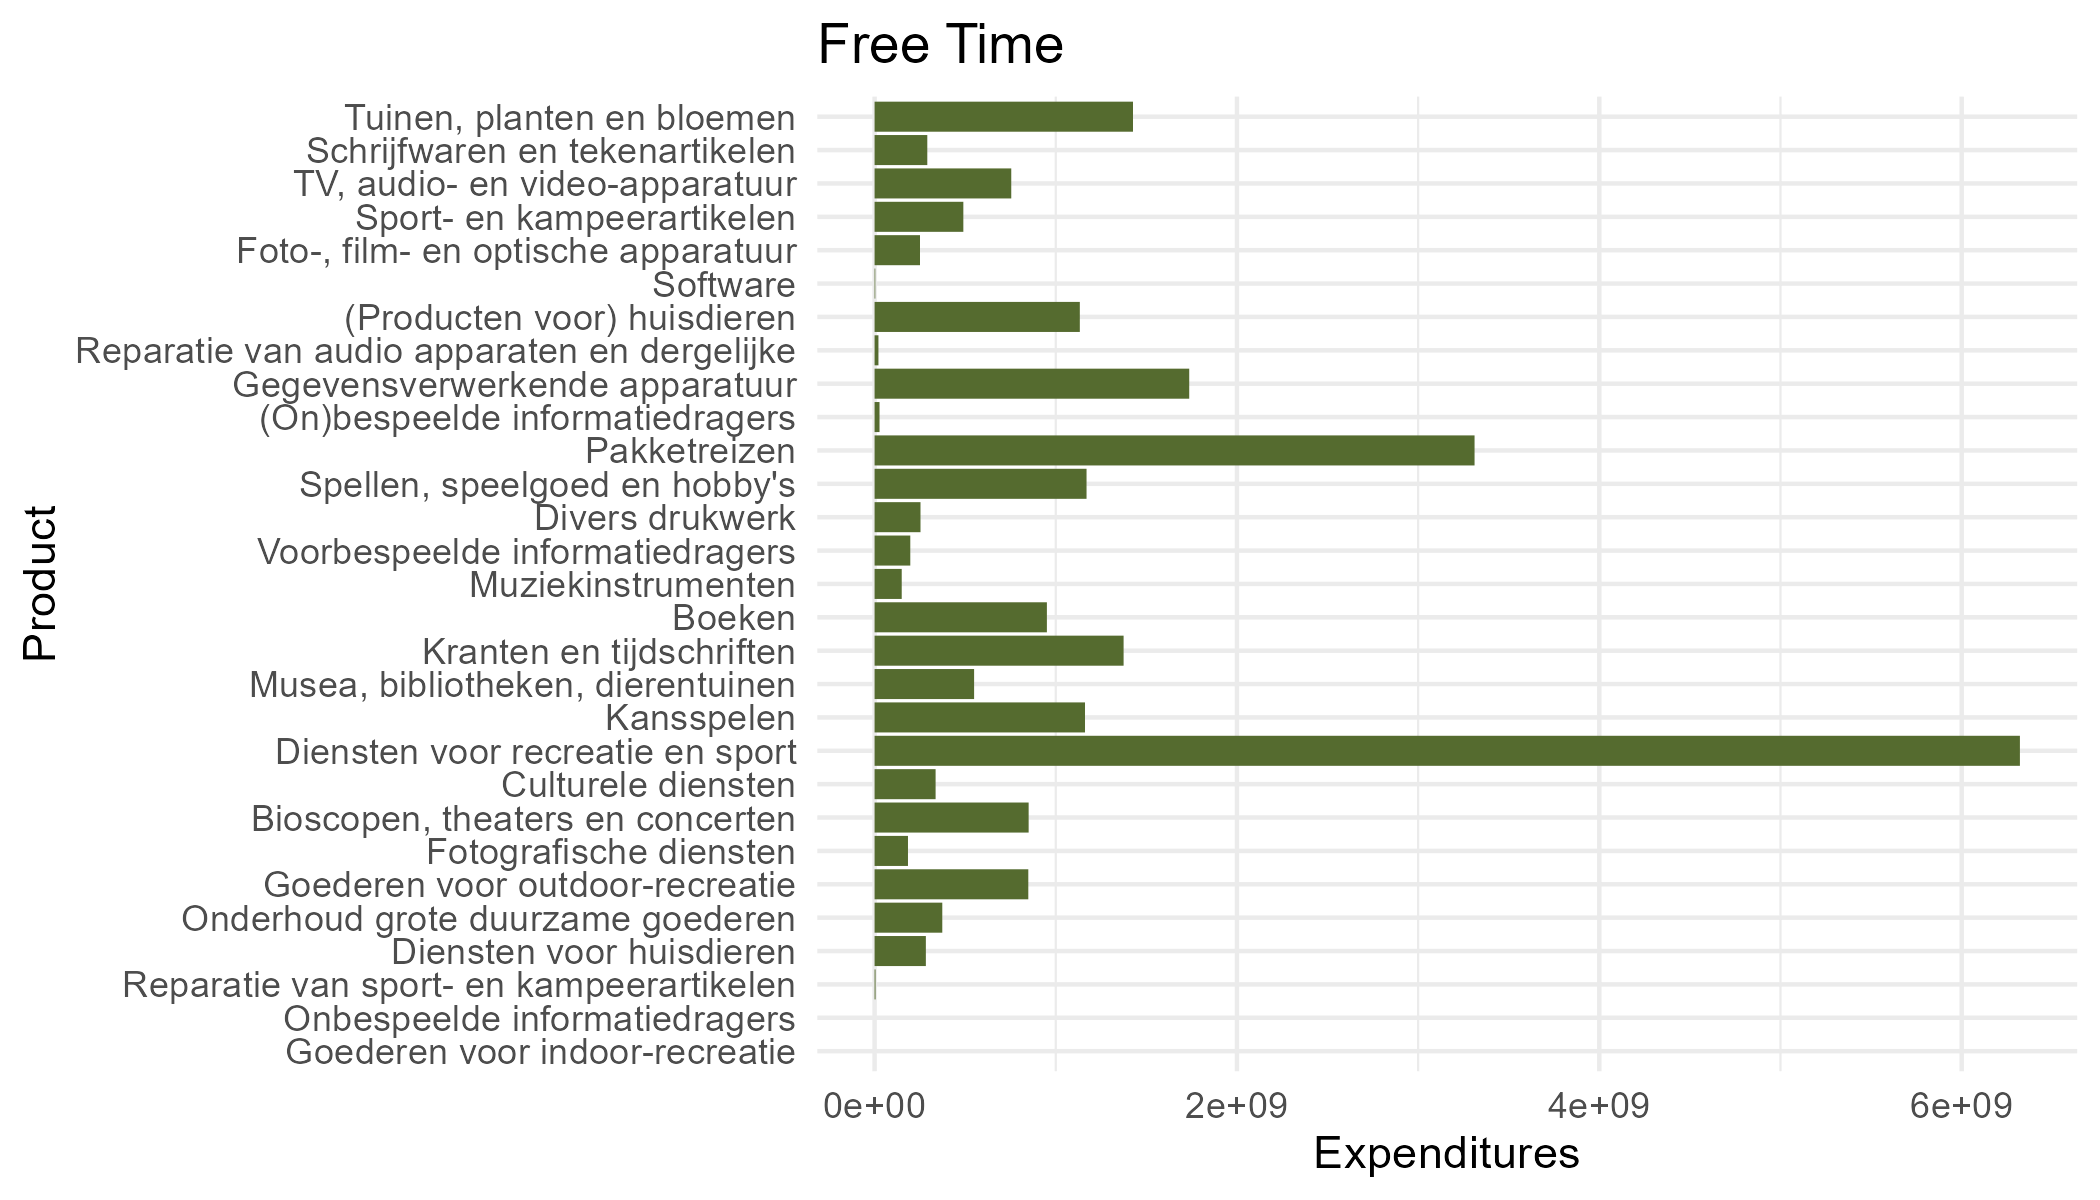 Free Time
Tuinen, planten en bloemen
Schrijfwaren en tekenartikelen
TV, audio- en video-apparatuur
Sport- en kampeerartikelen
Foto-, film- en optische apparatuur
Software
(Producten voor) huisdieren
Reparatie van audio apparaten en dergelijke
Gegevensverwerkende apparatuur
(On)bespeelde informatiedragers
Pakketreizen
Spellen, speelgoed en hobby's
Divers drukwerk
Voorbespeelde informatiedragers
Muziekinstrumenten
Boeken
Kranten en tijdschriften
Musea, bibliotheken, dierentuinen
Kansspelen
Diensten voor recreatie en sport
Culturele diensten
Bioscopen, theaters en concerten
Fotografische diensten
Goederen voor outdoor-recreatie
Onderhoud grote duurzame goederen
Diensten voor huisdieren
Reparatie van sport- en kampeerartikelen
Onbespeelde informatiedragers
Goederen voor indoor-recreatie
Product
0e+00 2e+09 4e+09 6e+09
Expenditures